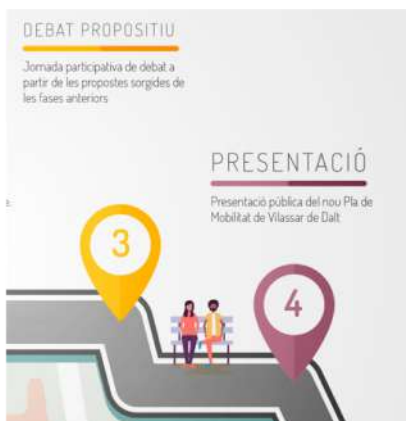 DEBAT PROPOSITIU
Jornada participativa de debat a
partir de les propostes sorgides de
les fases anteriors
PRESENTACIÓ
Presentació pública del nou Pla de
Mobilitat de Vilassar de Dalt
3
4